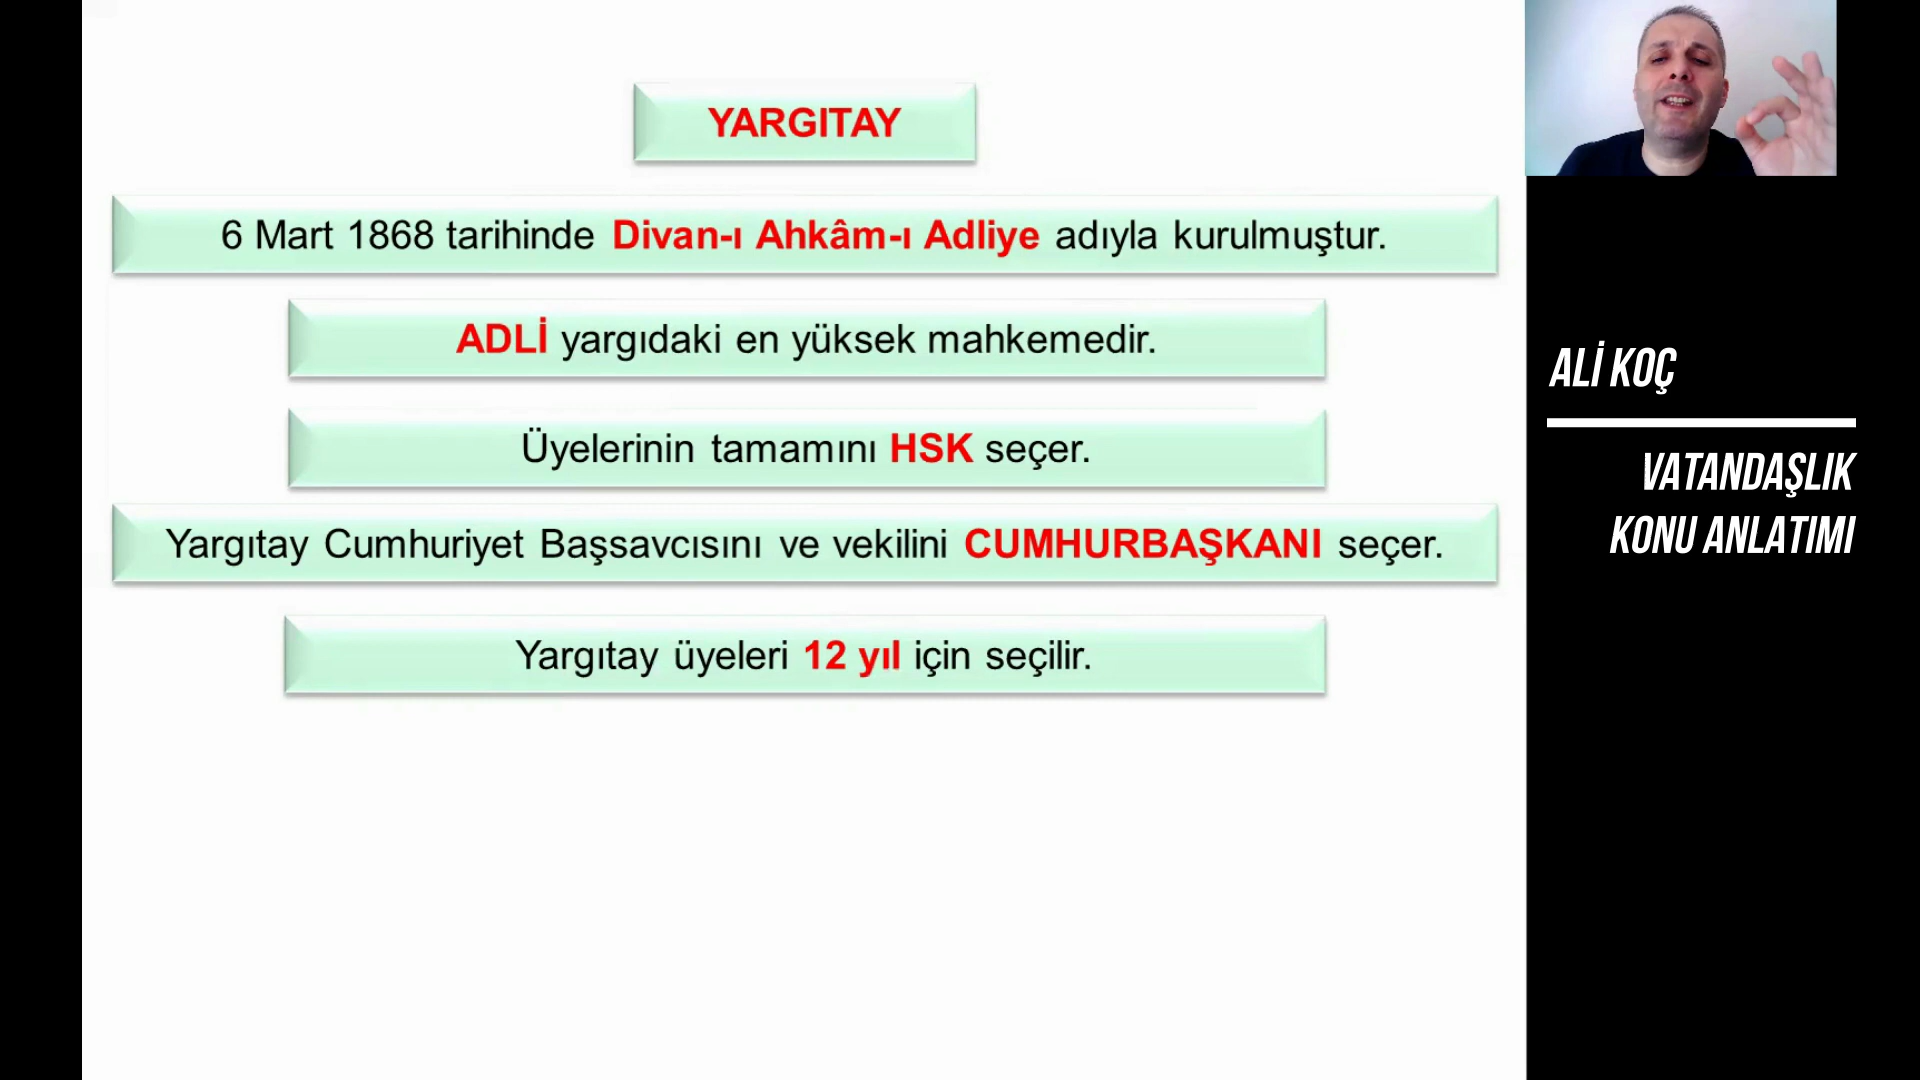 YARGITAY
6 Mart 1868 tarihinde Divan-ı Ahkâm-ı Adliye adıyla kurulmuştur.
ADLİ yargıdaki en yüksek mahkemedir.
Üyelerinin tamamını HSK seçer.
Yargıtay Cumhuriyet Başsavcısını ve vekilini CUMHURBAŞKANI seçer.
Yargıtay üyeleri 12 yıl için seçilir.
ALİ KOÇ
VATANDAŞLIK
KONU ANLATIMI